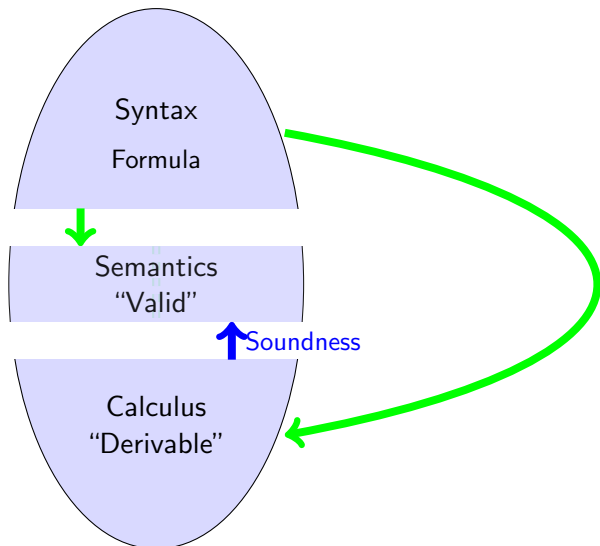 Syntax
Formula
Semantics
“Valid”
Soundness
Calculus
“Derivable”